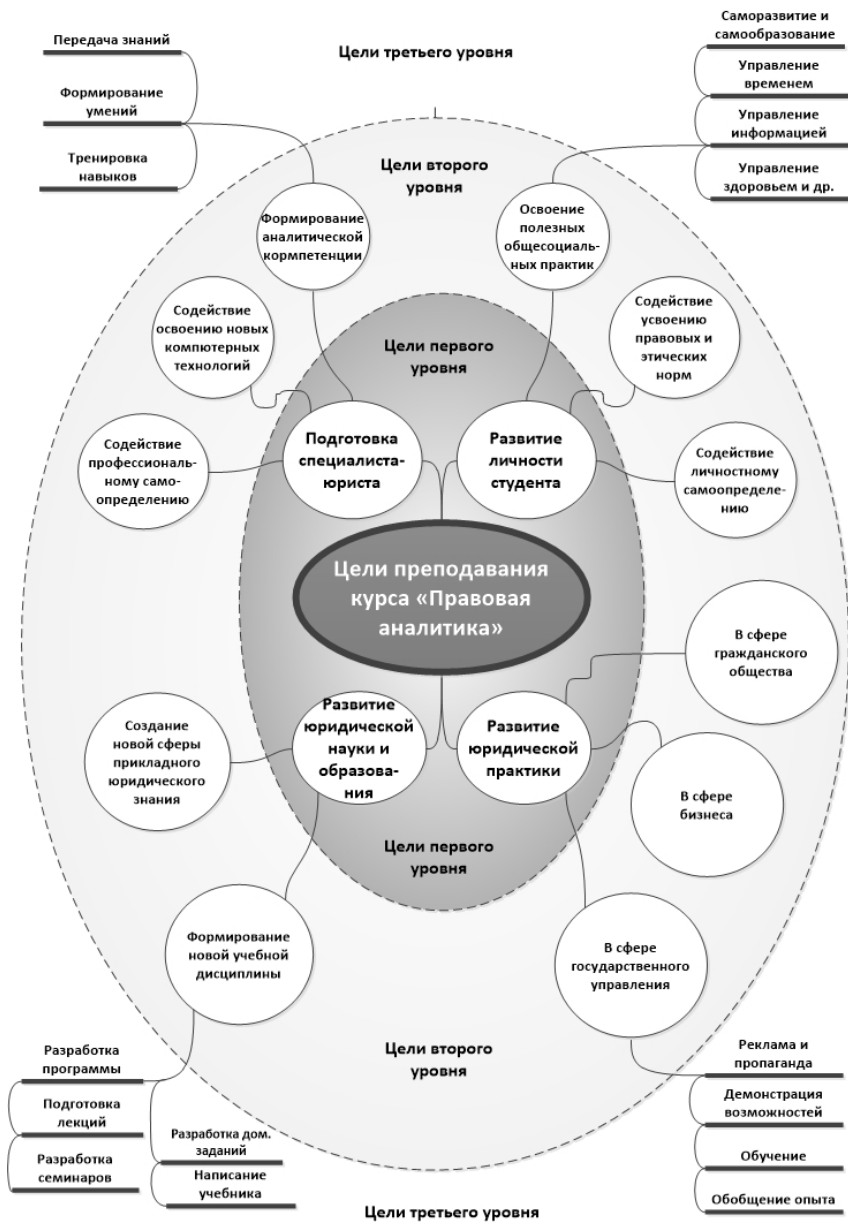 Передача знаний
Формирование
умений
Тренировка
навыков
Цели третьего уровня
Саморазвитие и
самообразование
Управление
временем
Управление
информацией
Управление
здоровьем и др.
Цели второго
уровня
Формирование
аналитической
кормпетенции
Освоение
полезных
общесоциаль-
ных практик
Содействие
освоению новых
компютерных
технологий
Содействие
усвоению
правовых и
этических
норм
Цели первого
уровня
Содействие
профессиональ-
ному само-
определению
Подготовка
специалиста-
юриста
Развитие
личности
студента
Содействие
личностному
самоопределе-
нию
Цели преподавания
курса «Правовая
аналитика»
В сфере
гражданского
общества
Создание
новой сферы
прикладного
юридического
знания
Развитие
юридической
науки и
образова-
ния
Развитие
юридической
практики
В сфере
бизнеса
Цели первого
уровня
Формирование
новой учебной
дисциплины
В сфере
государственного
управления
Цели второго
уровня
Разработка
программы
Подготовка
лекций
Разработка
семинаров
Разработка дом.
заданий
Написание
учебника
Реклама и
пропаганда
Демонстрация
возможностей
Обучение
Обобщение опыта
Цели третьего уровня